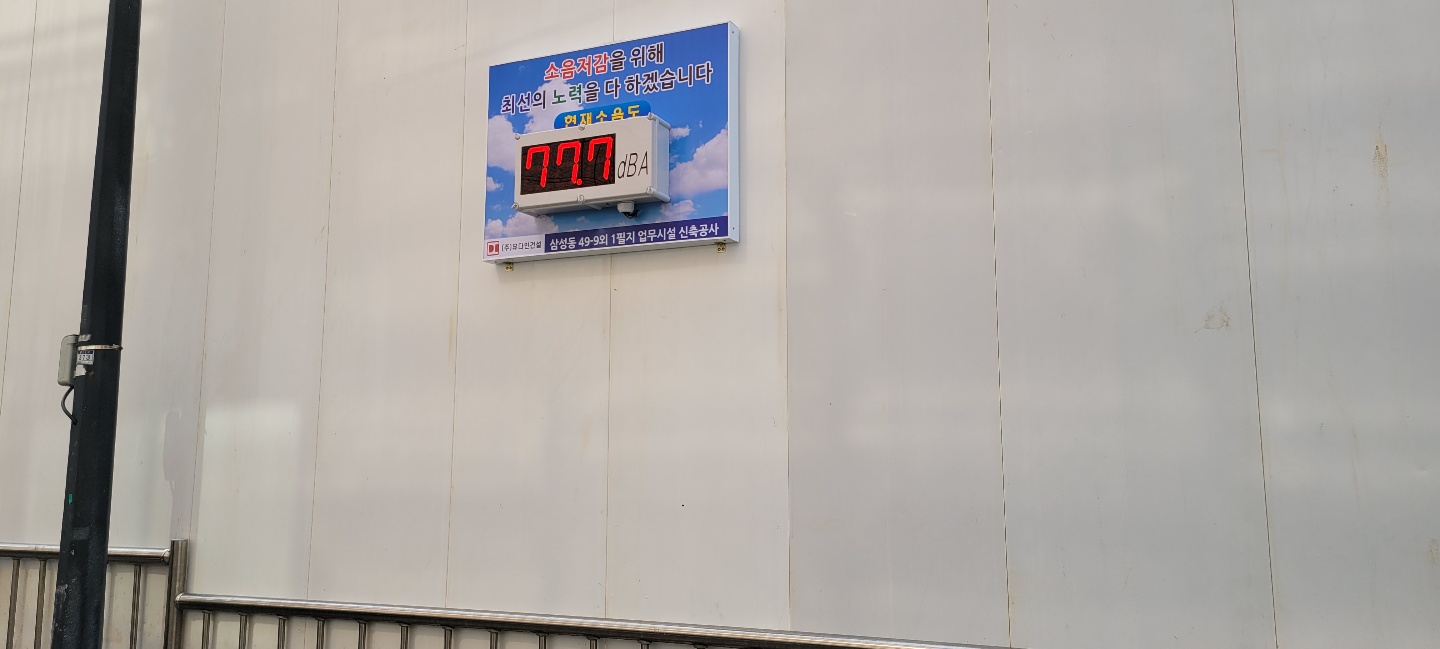 소음저감을 위해
최선의 노력을 다 하겠습니다
현재소음도
77.7 dBA
(주)유다인건설 삼성동 49-9외 1필지 업무시설 신축공사